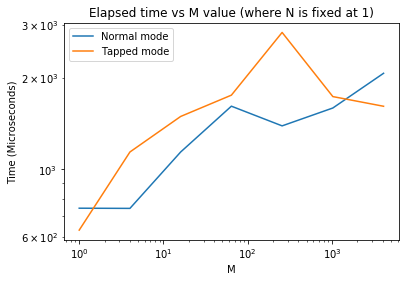 Elapsed time vs M value (where N is fixed at 1)
Normal mode
Tapped mode
3 × 10³
2 × 10³
10³
6 × 10²
Time (Microseconds)
10⁰ 10¹ 10² 10³
M